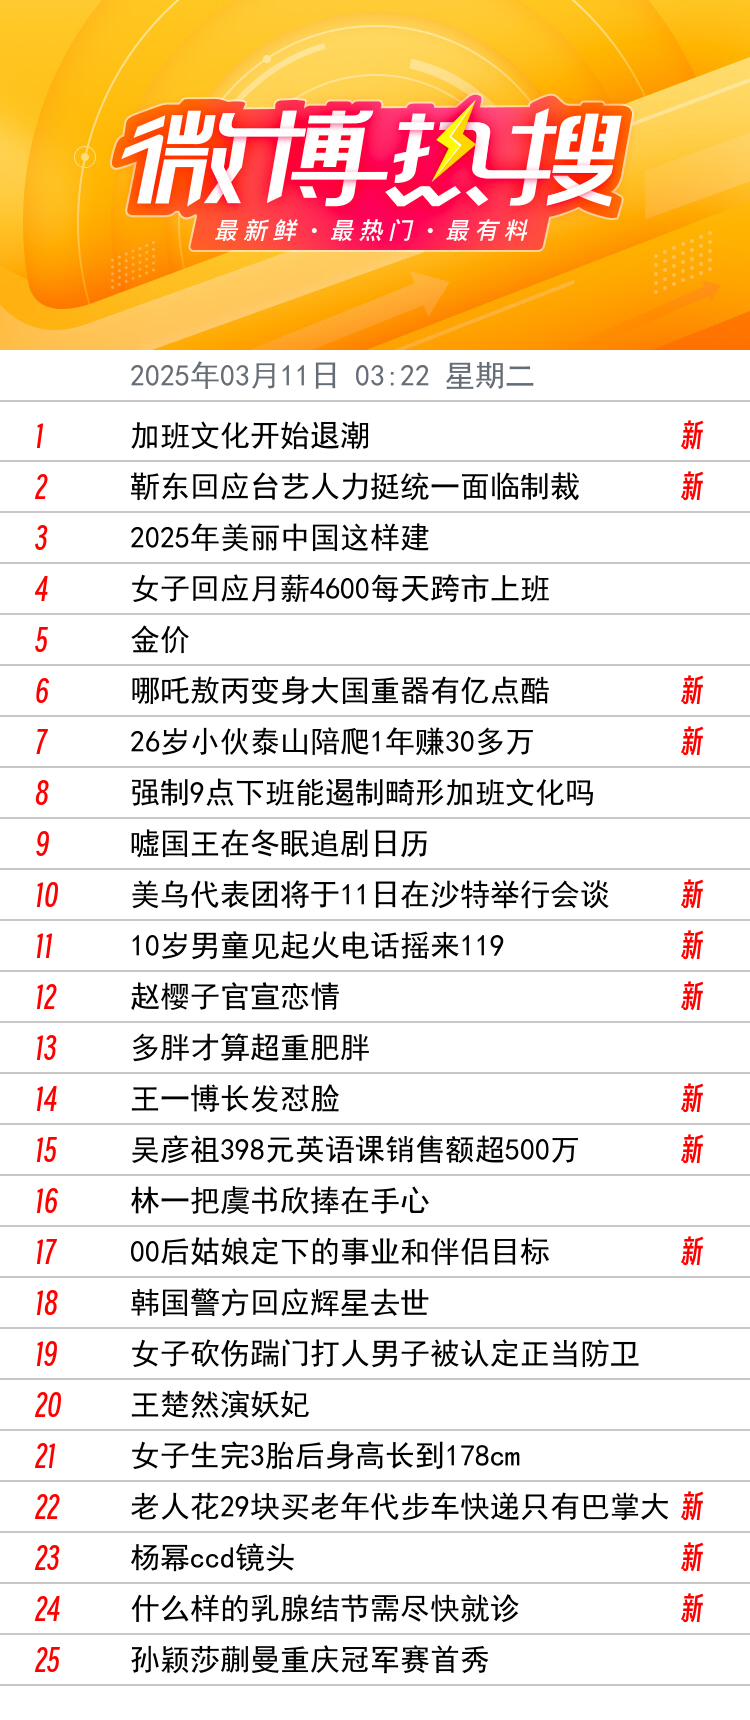 微博热搜
最新鲜·最热门·最有料
2025年03月11日 03:22 星期二
1 加班文化开始退潮 新
2 靳东回应台艺人力挺统一面临制裁 新
3 2025年美丽中国这样建
4 女子回应月薪4600每天跨市上班
5 金价
6 哪吒敖丙变身大国重器有亿点酷 新
7 26岁小伙泰山陪爬1年赚30多万 新
8 强制9点下班能遏制畸形加班文化吗
9 嘘国王在冬眠追剧日历
10 美乌代表团将于11日在沙特举行会谈 新
11 10岁男童见起火电话摇来119 新
12 赵樱子官宣恋情 新
13 多胖才算超重肥胖
14 王一博长发怼脸 新
15 吴彦祖398元英语课销售额超500万 新
16 林一把虞书欣捧在手心
17 00后姑娘定下的事业和伴侣目标 新
18 韩国警方回应辉星去世
19 女子砍伤踹门打人男子被认定正当防卫
20 王楚然演妖妃
21 女子生完3胎后身高长到178cm
22 老人花29块买老年代步车快递只有巴掌大 新
23 杨幂ccd镜头 新
24 什么样的乳腺结节需尽快就诊 新
25 孙颖莎蒯曼重庆冠军赛首秀